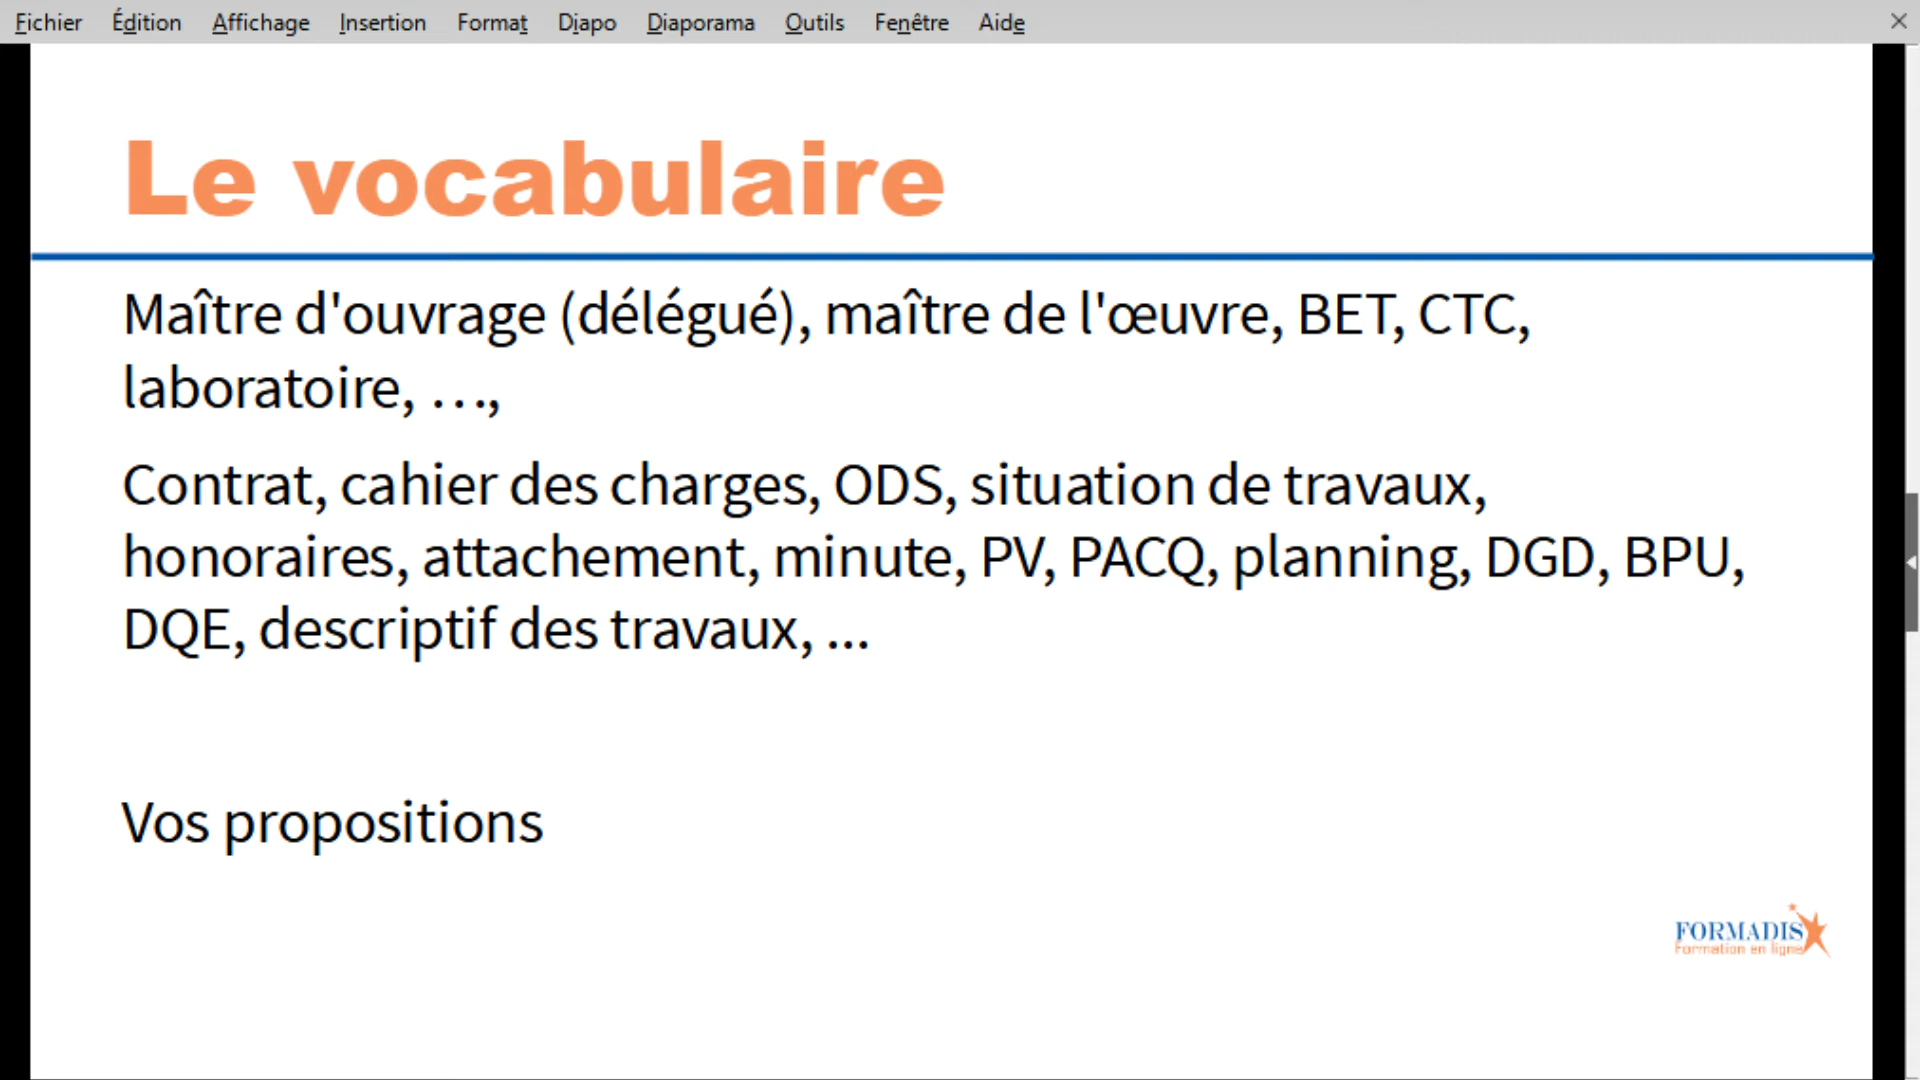 Fichier Édition Affichage Insertion Format Diapo Diaporama Outils Fenêtre Aide
Le vocabulaire
Maître d'ouvrage (délégué), maître de l'œuvre, BET, CTC,
laboratoire, …,
Contrat, cahier des charges, ODS, situation de travaux,
honoraires, attachement, minute, PV, PACQ, planning, DGD, BPU,
DQE, descriptif des travaux, ...
Vos propositions
FORMADIS
Formation en ligne